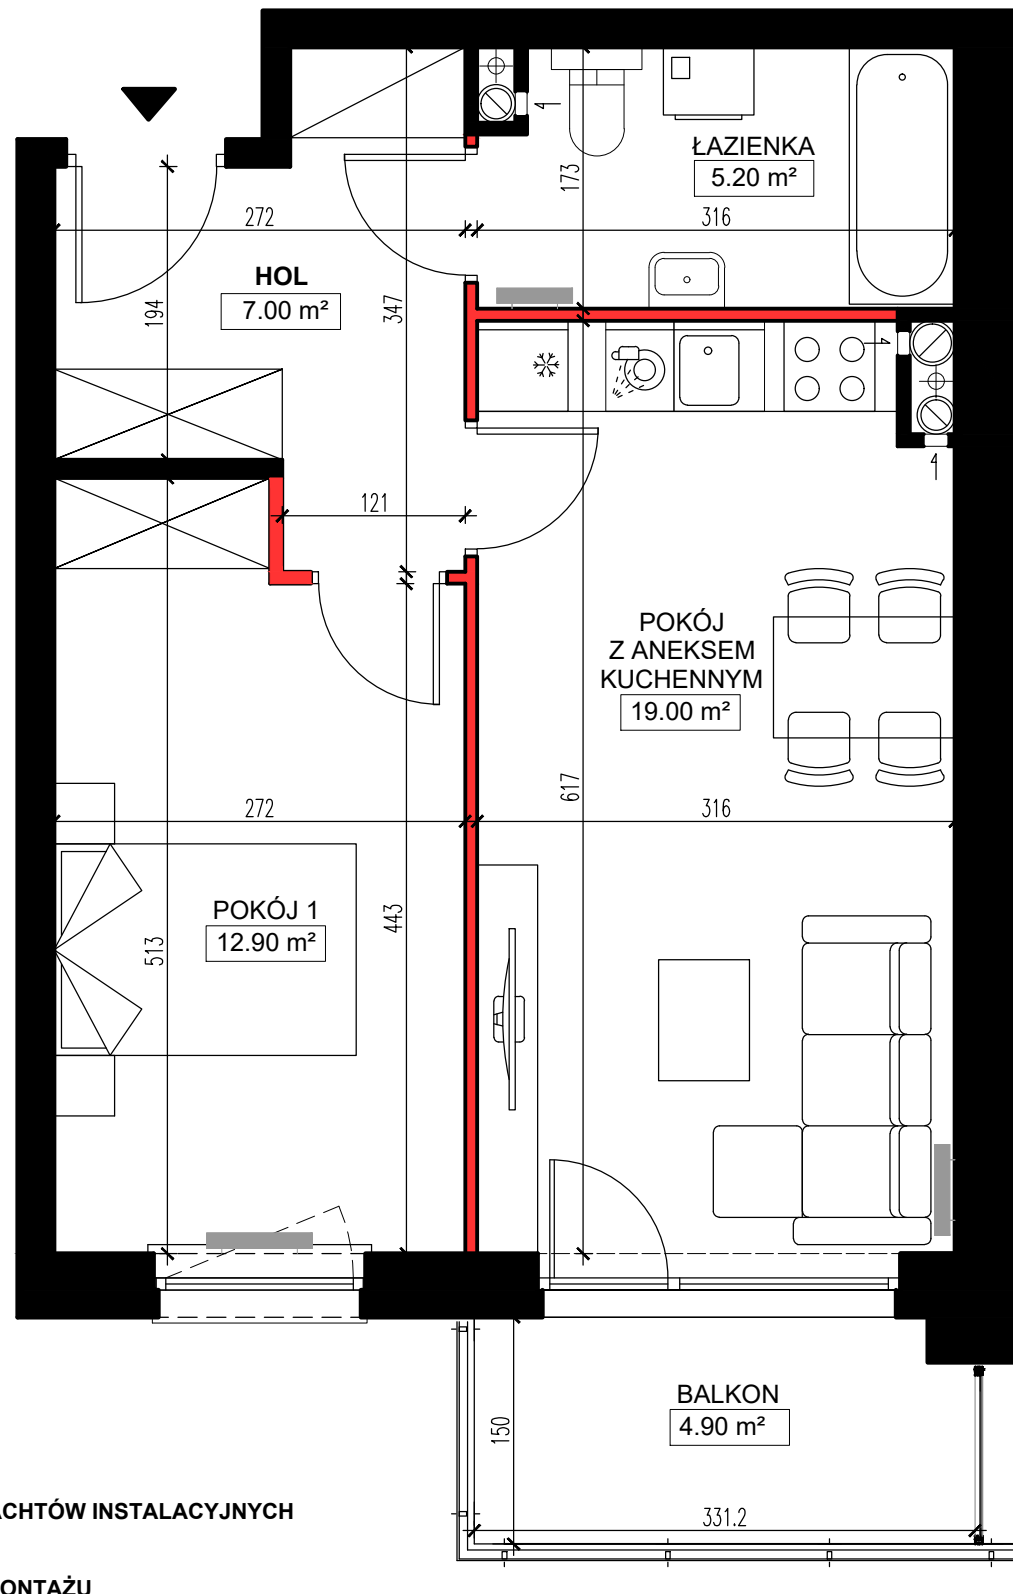 ŁAZIENKA
5.20 m²
173
272
316
HOL
7.00 m²
194
347
121
POKÓJ
Z ANEKSEM
KUCHENNYM
19.00 m²
617
272
316
POKÓJ 1
12.90 m²
513
443
BALKON
4.90 m²
150
331.2
ACHTÓW INSTALACYJNYCH
ONTAŻU